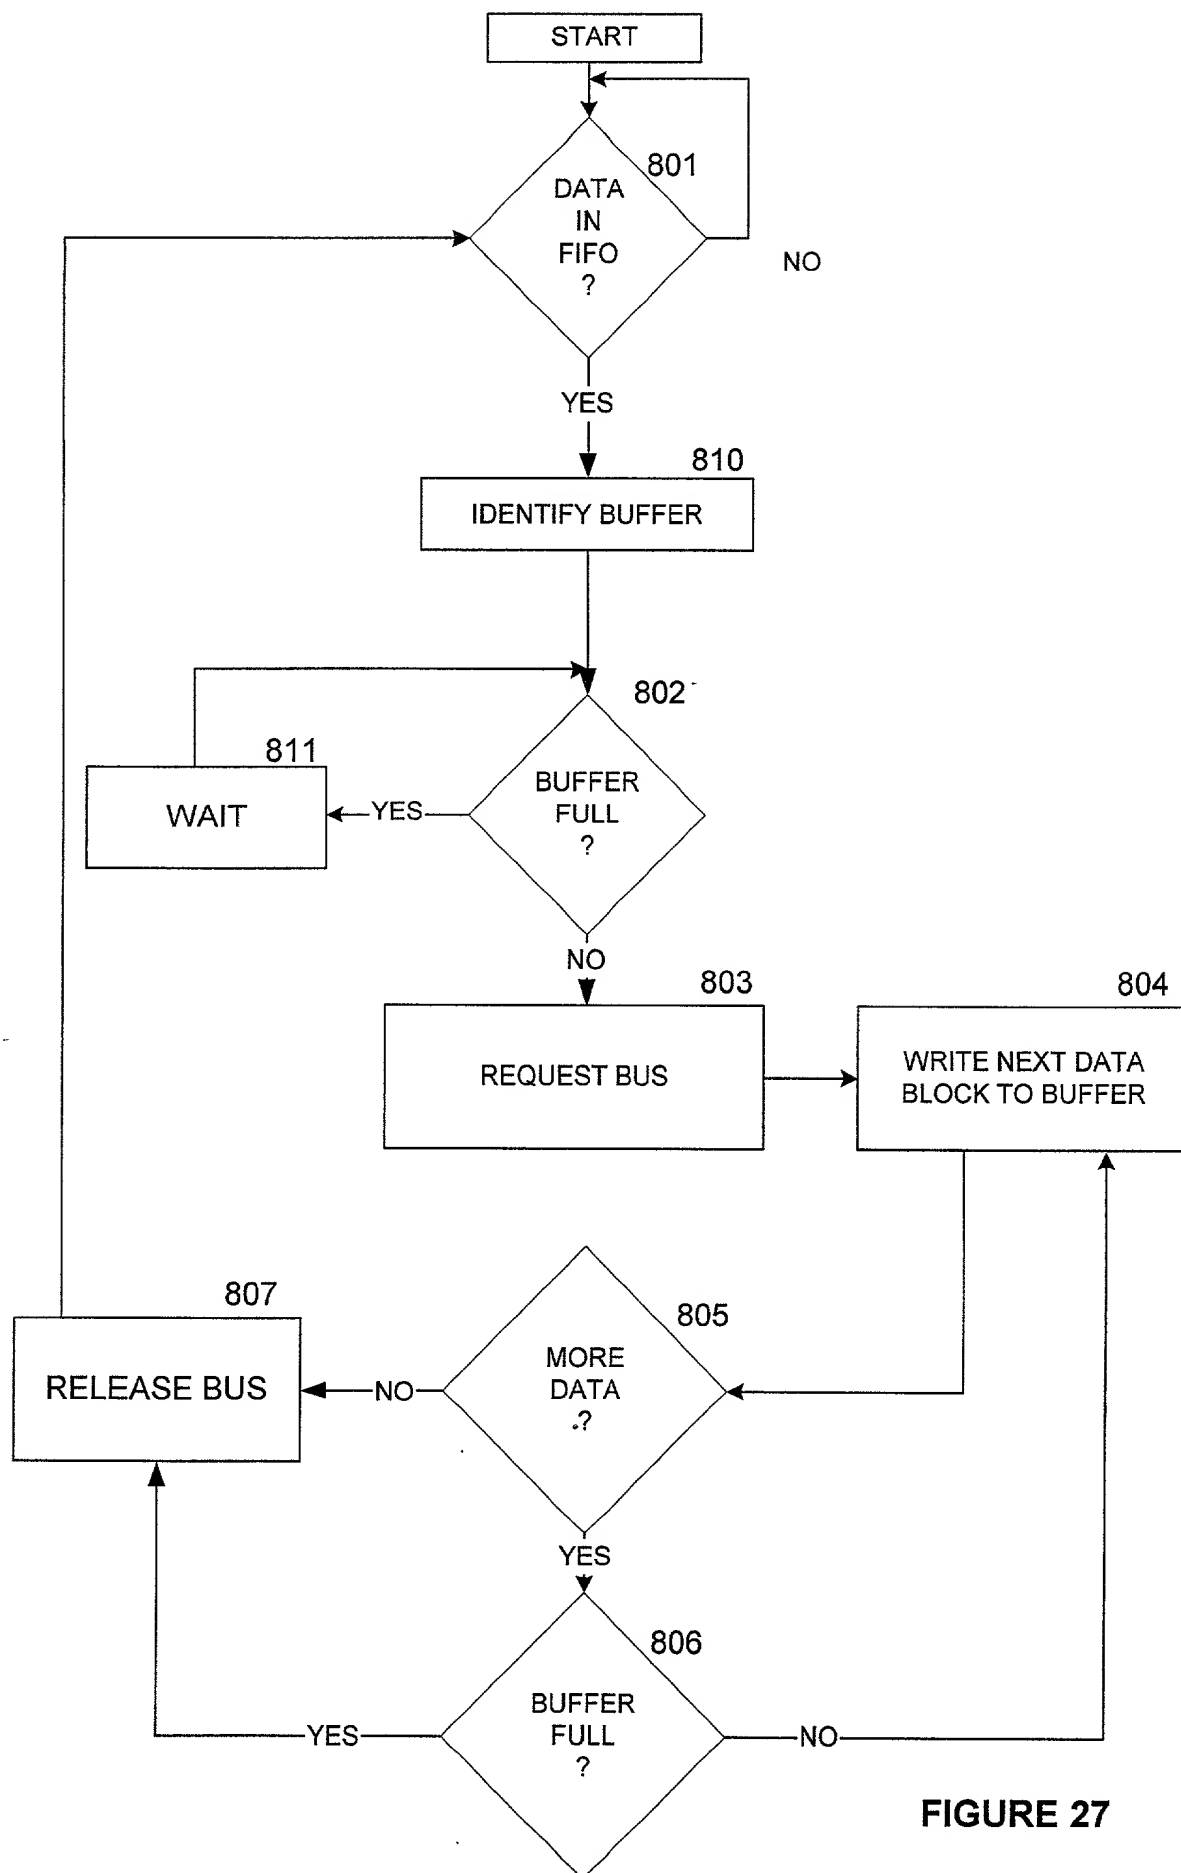 START
801
DATA
IN
FIFO
?
NO
YES
810
IDENTIFY BUFFER
802
811
WAIT
YES
BUFFER
FULL
?
NO
803
REQUEST BUS
804
WRITE NEXT DATA
BLOCK TO BUFFER
807
RELEASE BUS
NO
805
MORE
DATA
?
YES
806
BUFFER
FULL
?
YES
NO
FIGURE 27